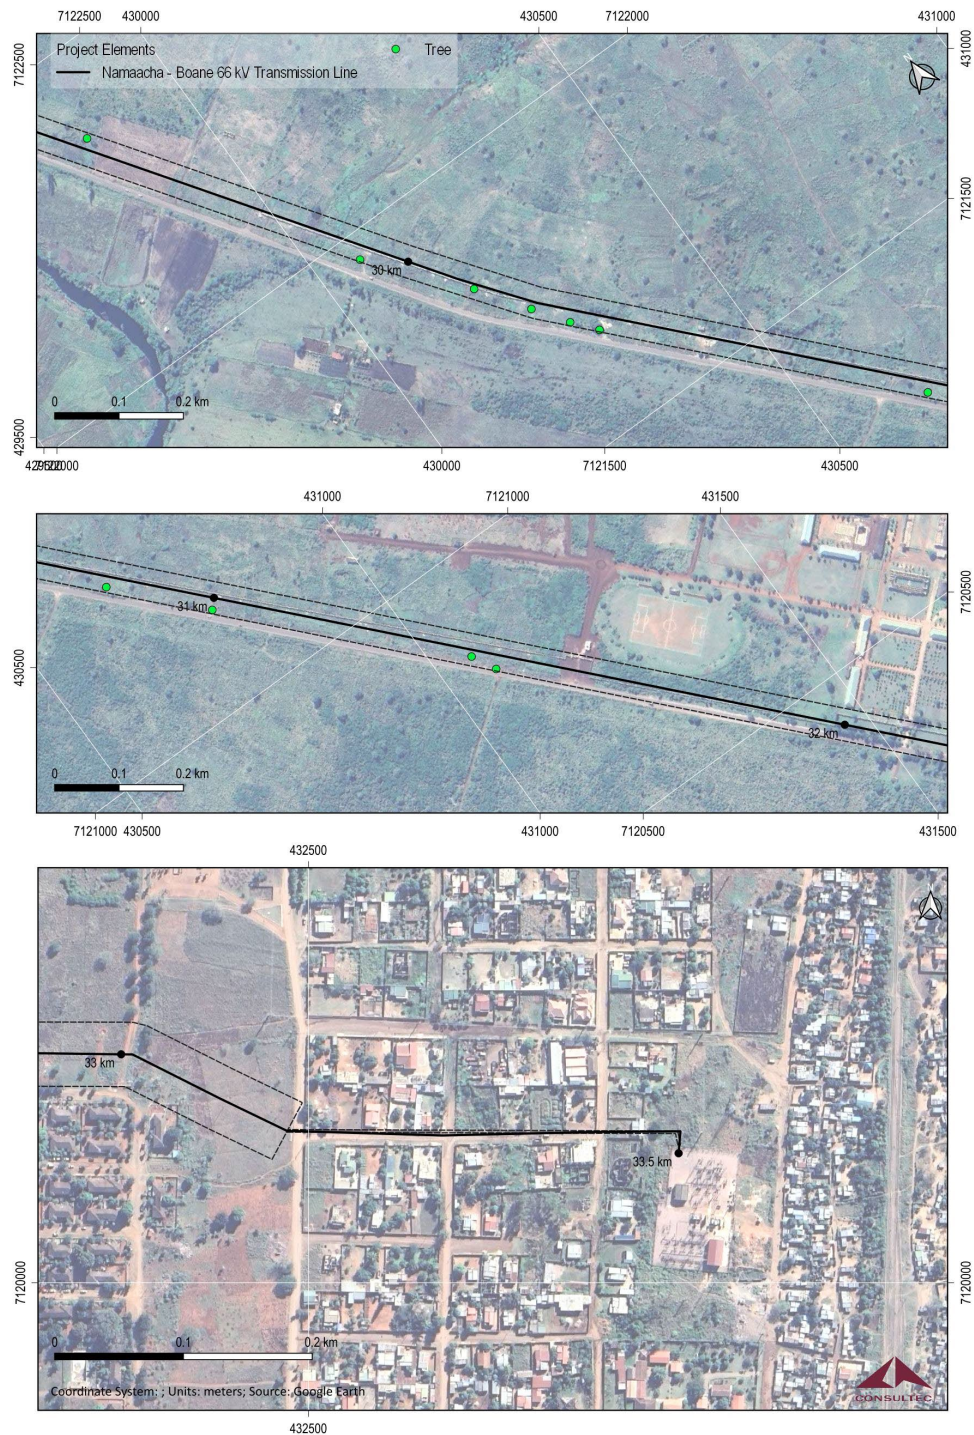 7122500 430000 430500 7122000 431000
7122500
431000
Project Elements
Tree
Namaacha - Boane 66 kV Transmission Line
7121500
30 km
0 0.1 0.2 km
429500
430000 7121500 430500
431000 7121000 431500
7120500
31 km
430500
32 km
0 0.1 0.2 km
7121000 430500 431000 7120500 431500
432500
33 km
33.5 km
7120000
7120000
0 0.1 0.2 km
Coordinate System: ; Units: meters; Source: Google Earth
CONSULTEC
432500